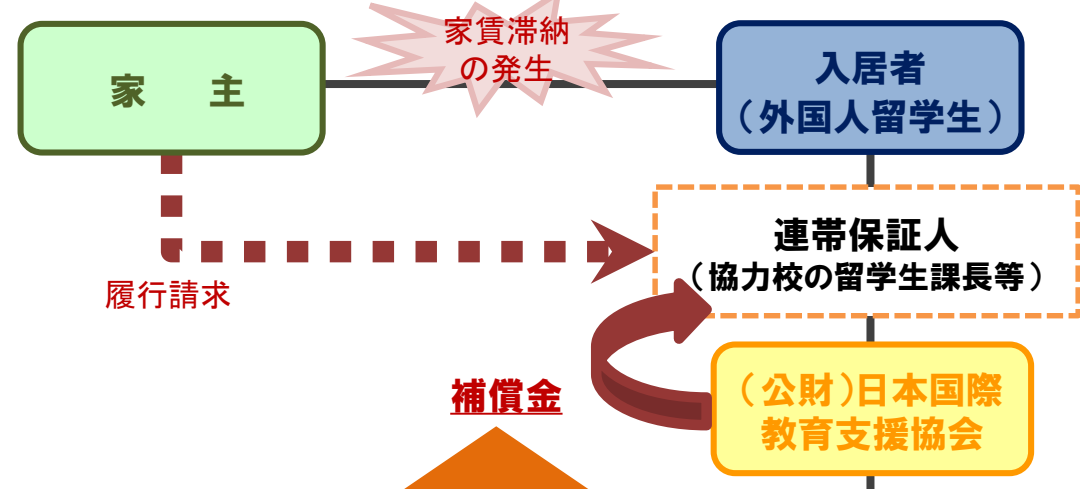 家賃滞納
の発生
家　主
入居者
（外国人留学生）
連帯保証人
（協力校の留学生課長等）
履行請求
補償金
（公財）日本国際
教育支援協会